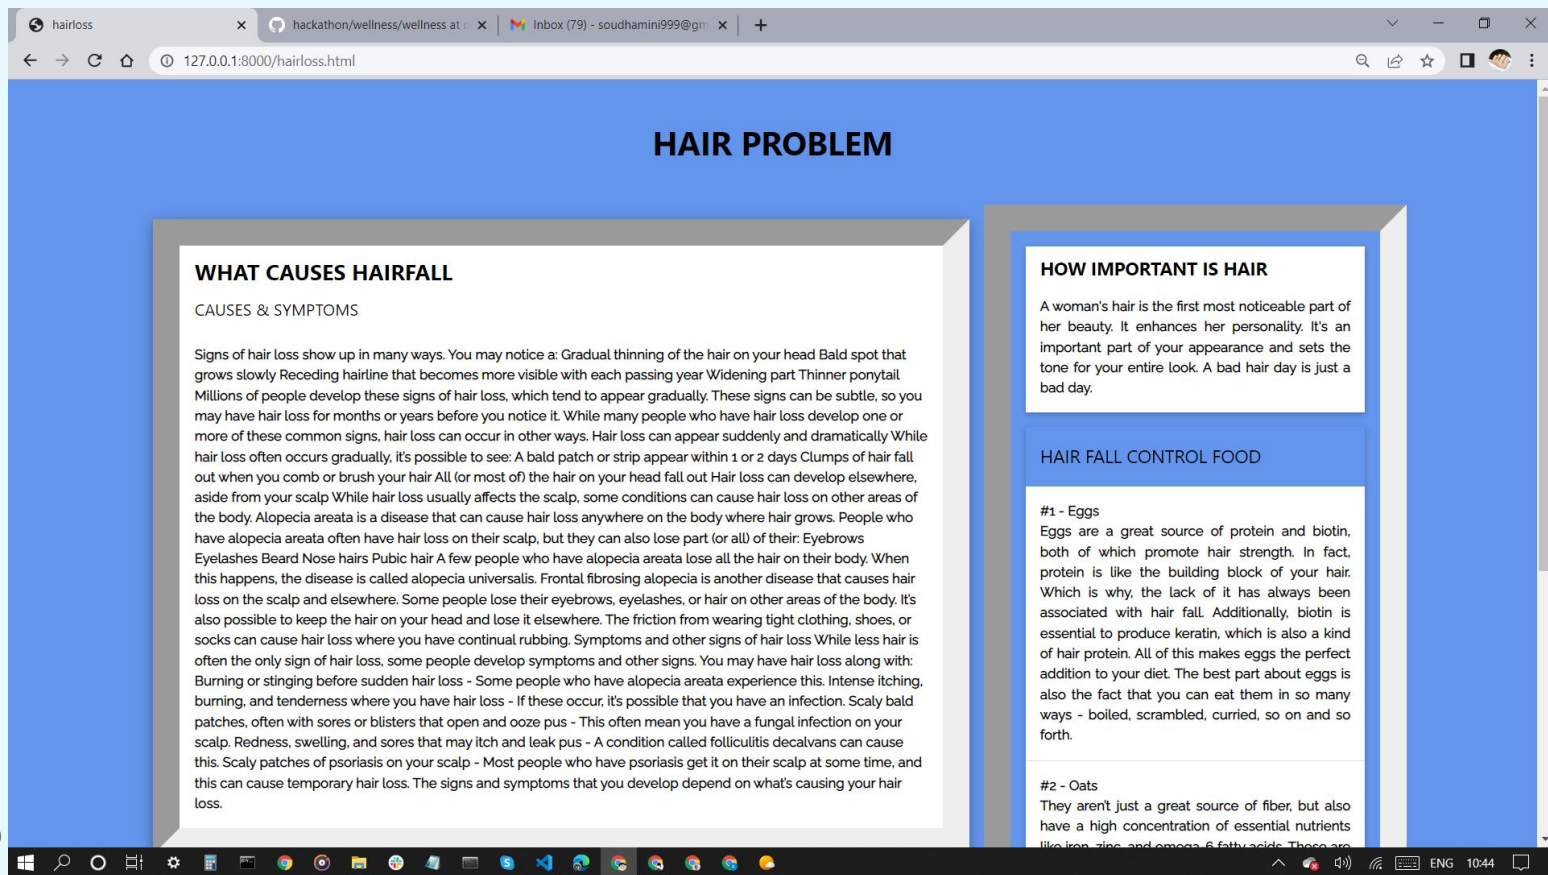 hairloss
hackathon/wellness/wellness at
Inbox (79) - soudhamini999@gm
127.0.0.1:8000/hairloss.html
HAIR PROBLEM
WHAT CAUSES HAIRFALL
CAUSES & SYMPTOMS
Signs of hair loss show up in many ways. You may notice a: Gradual thinning of the hair on your head Bald spot that
grows slowly Receding hairline that becomes more visible with each passing year Widening part Thinner ponytail
Millions of people develop these signs of hair loss, which tend to appear gradually. These signs can be subtle, so you
may have hair loss for months or years before you notice it. While many people who have hair loss develop one or
more of these common signs, hair loss can occur in other ways. Hair loss can appear suddenly and dramatically While
hair loss often occurs gradually, it's possible to see: A bald patch or strip appear within 1 or 2 days Clumps of hair fall
out when you comb or brush your hair All (or most of) the hair on your head fall out Hair loss can develop elsewhere,
aside from your scalp While hair loss usually affects the scalp, some conditions can cause hair loss on other areas of
the body. Alopecia areata is a disease that can cause hair loss anywhere on the body where hair grows. People who
have alopecia areata often have hair loss on their scalp, but they can also lose part (or all) of their: Eyebrows
Eyelashes Beard Nose hairs Pubic hair A few people who have alopecia areata lose all the hair on their body. When
this happens, the disease is called alopecia universalis. Frontal fibrosing alopecia is another disease that causes hair
loss on the scalp and elsewhere. Some people lose their eyebrows, eyelashes, or hair on other areas of the body. It's
also possible to keep the hair on your head and lose it elsewhere. The friction from wearing tight clothing, shoes, or
socks can cause hair loss where you have continual rubbing. Symptoms and other signs of hair loss While less hair is
often the only sign of hair loss, some people develop symptoms and other signs. You may have hair loss along with:
Burning or stinging before sudden hair loss - Some people who have alopecia areata experience this. Intense itching,
burning, and tenderness where you have hair loss - If these occur, it's possible that you have an infection. Scaly bald
patches, often with sores or blisters that open and ooze pus - This often mean you have a fungal infection on your
scalp. Redness, swelling, and sores that may itch and leak pus - A condition called folliculitis decalvans can cause
this. Scaly patches of psoriasis on your scalp - Most people who have psoriasis get it on their scalp at some time, and
this can cause temporary hair loss. The signs and symptoms that you develop depend on what's causing your hair
loss.
HOW IMPORTANT IS HAIR
A woman's hair is the first most noticeable part of
her beauty. It enhances her personality. It's an
important part of your appearance and sets the
tone for your entire look. A bad hair day is just a
bad day.
HAIR FALL CONTROL FOOD
#1 - Eggs
Eggs are a great source of protein and biotin,
both of which promote hair strength. In fact,
protein is like the building block of your hair.
Which is why, the lack of it has always been
associated with hair fall. Additionally, biotin is
essential to produce keratin, which is also a kind
of hair protein. All of this makes eggs the perfect
addition to your diet. The best part about eggs is
also the fact that you can eat them in so many
ways - boiled, scrambled, curried, so on and so
forth.
#2 - Oats
They aren't just a great source of fiber, but also
have a high concentration of essential nutrients
like iron, zinc, and omega-6 fatty acids. These are
ENG
10:44